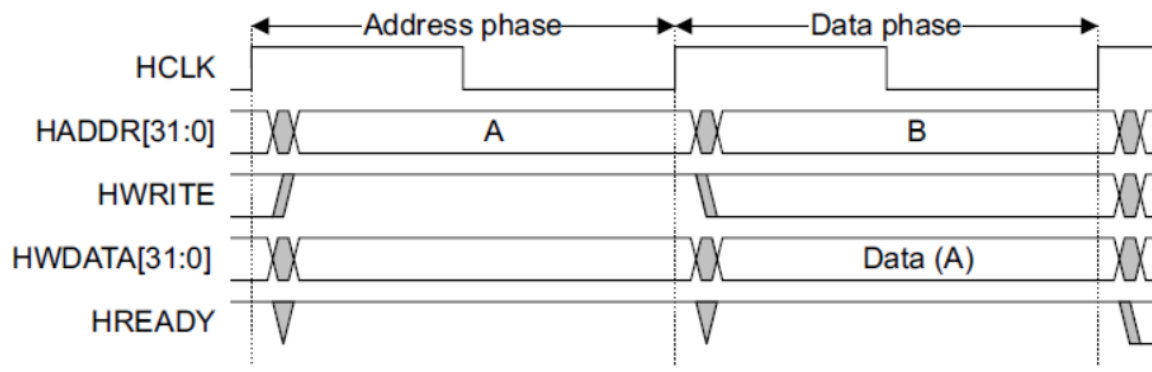 Address phase Data phase
HCLK
HADDR[31:0] A B
HWRITE
HWDATA[31:0] Data (A)
HREADY